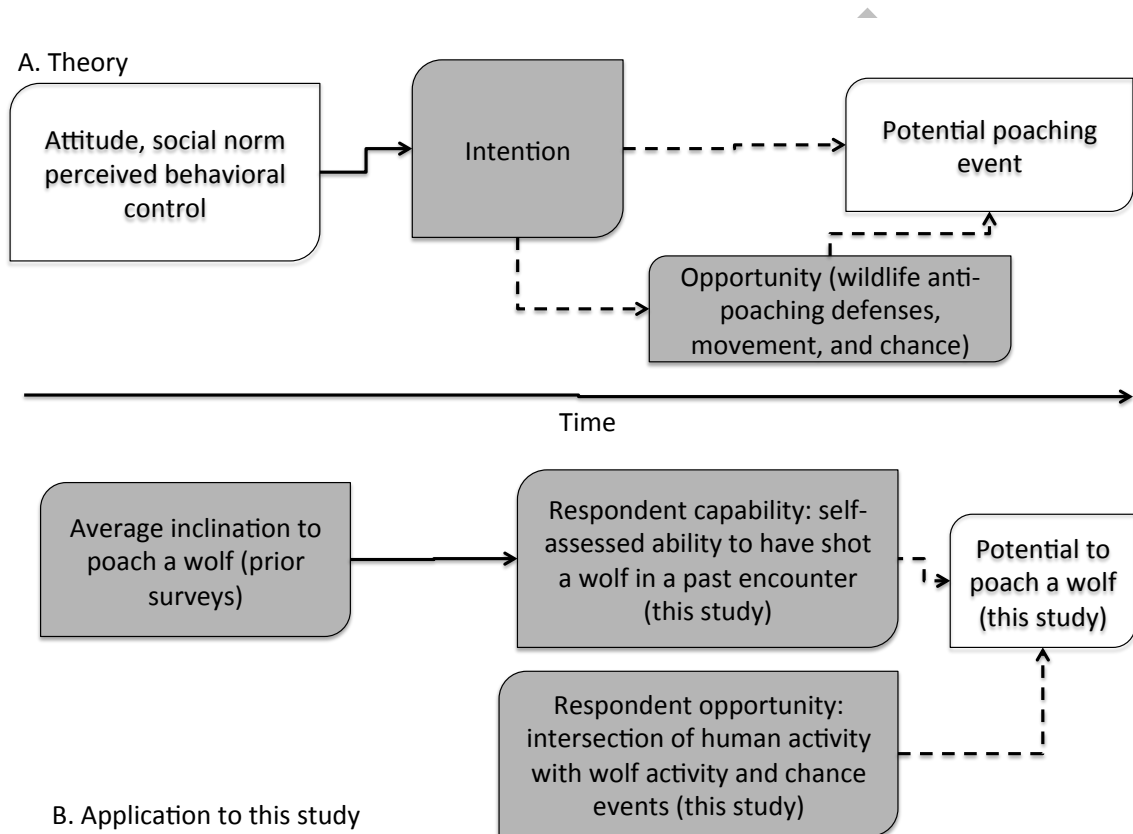 A. Theory
Attitude, social norm
perceived behavioral
control
Intention
Potential poaching
event
Opportunity (wildlife anti-
poaching defenses,
movement, and chance)
Time
Average inclination to
poach a wolf (prior
surveys)
Respondent capability: self-
assessed ability to have shot
a wolf in a past encounter
(this study)
Potential to
poach a wolf
(this study)
Respondent opportunity:
intersection of human activity
with wolf activity and chance
events (this study)
B. Application to this study